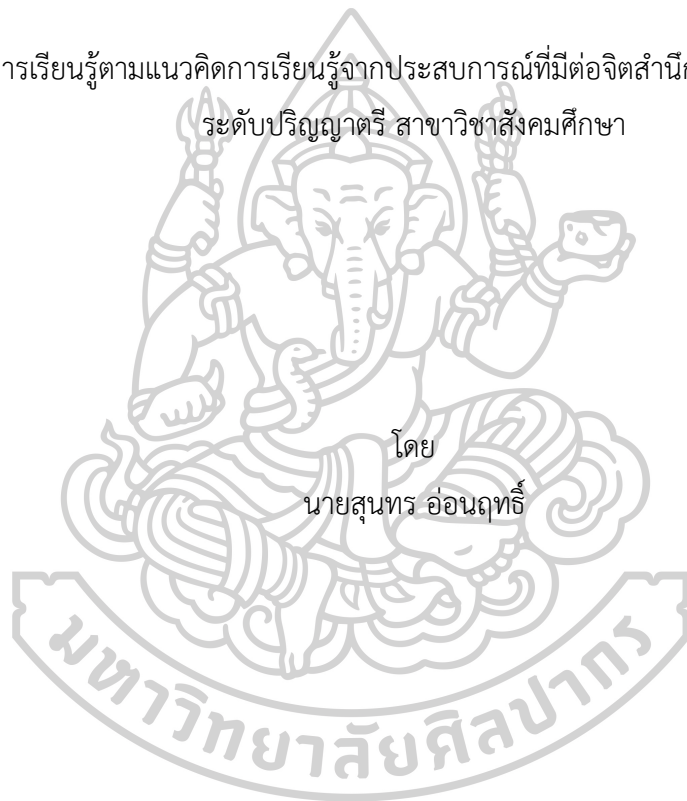 ารเรียนรู้ตามแนวคิดการเรียนรู้จากประสบการณ์ที่มีต่อจิตสำนึก
ระดับปริญญาตรี สาขาวิชาสังคมศึกษา
โดย
นายสุนทร อ่อนฤทธิ์
มหาวิทยาลัยศิลปากร